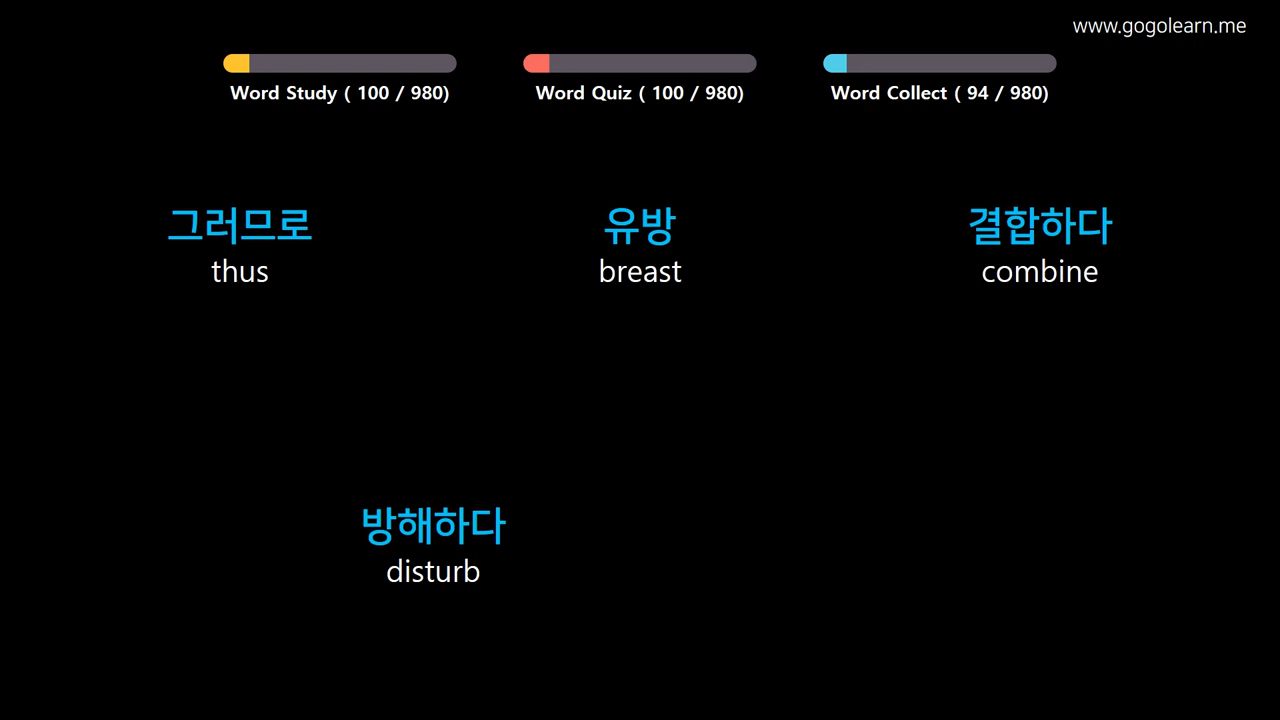 www.gogolearn.me
Word Study ( 100 / 980)
Word Quiz ( 100 / 980)
Word Collect ( 94 / 980)
그러므로
thus
유방
breast
결합하다
combine
방해하다
disturb